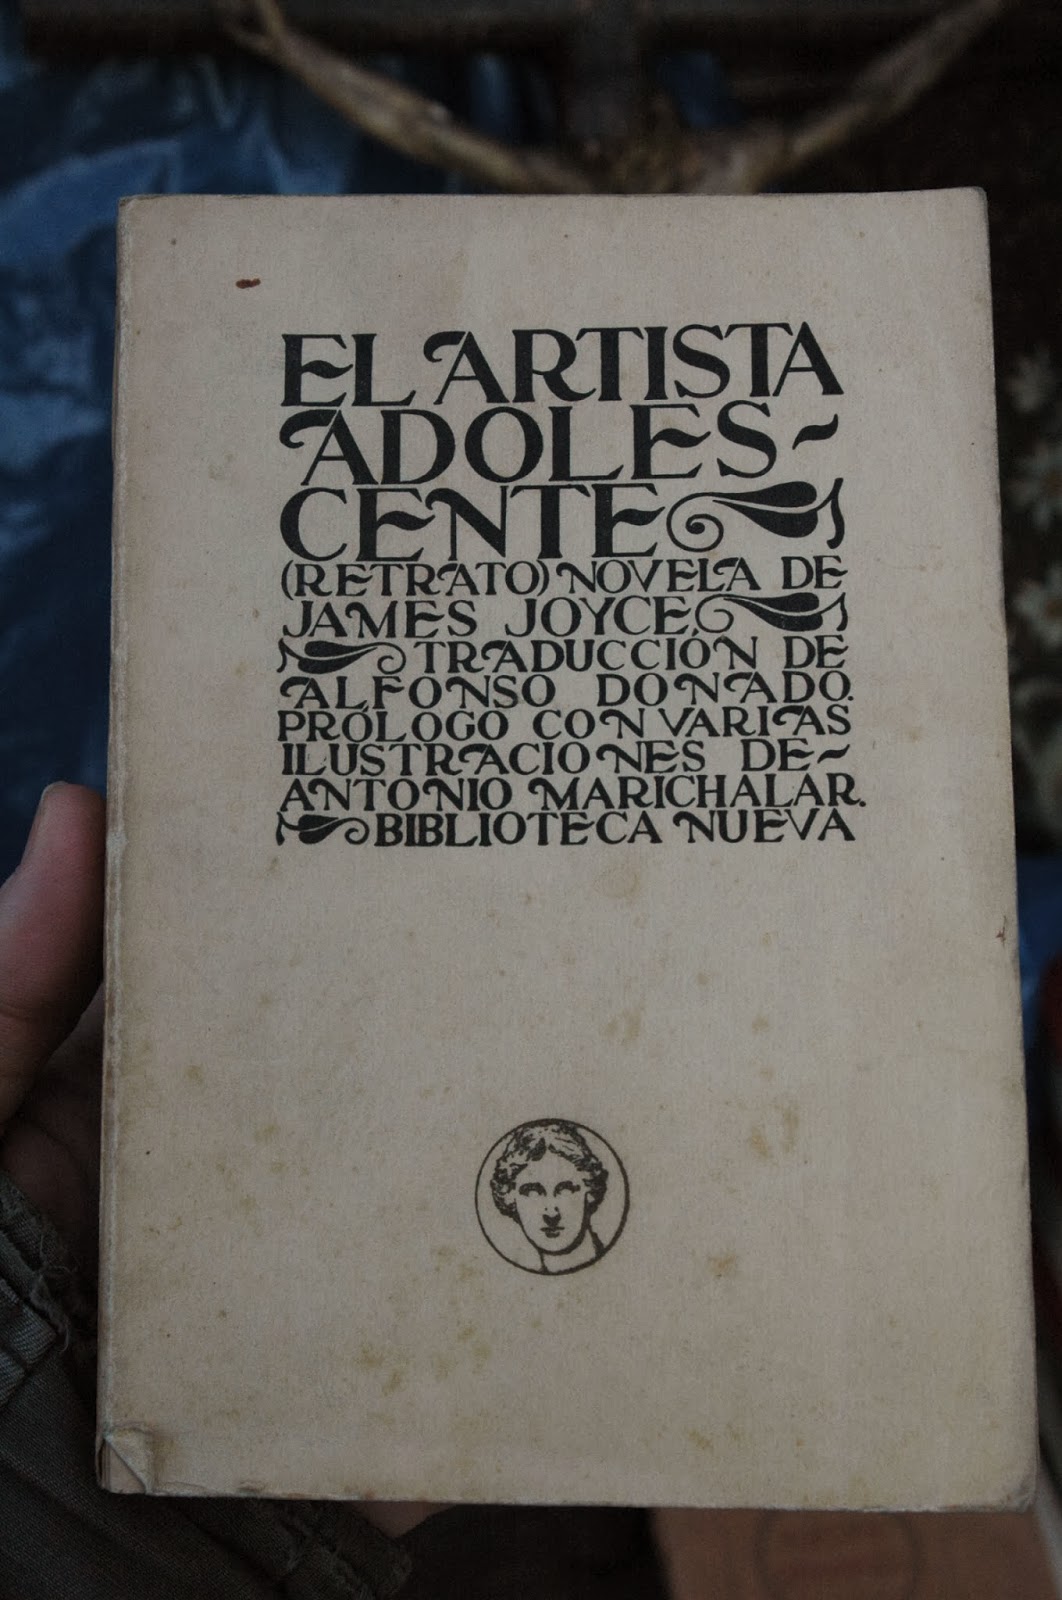 EL ARTISTA
ADOLES-
CENTE
(RETRATO) NOVELA DE
JAMES JOYCE.
TRADUCCIÓN DE
ALFONSO DONADO.
PRÓLOGO CON VARIAS
ILUSTRACIONES DE-
ANTONIO MARICHALAR.
BIBLIOTECA NUEVA